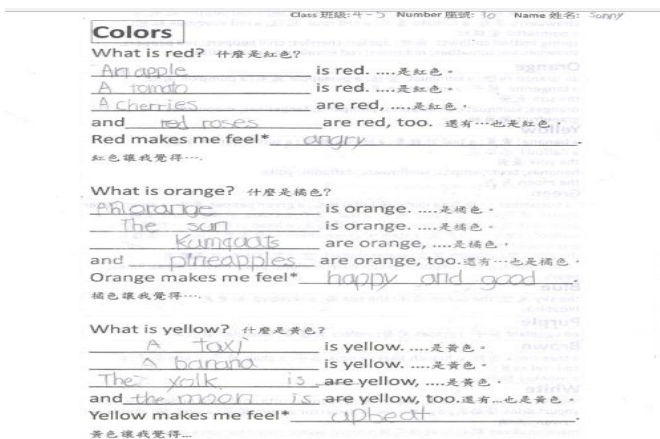 Class 班級: 4-5 Number 座號: 30 Name 姓名: Sunny
Colors
What is red? 什麼是紅色?
An apple is red. ....是紅色。
A tomato is red. ....是紅色。
A cherries are red, ....是紅色。
and red roses are red, too. 還有…也是紅色。
Red makes me feel* angry.
紅色讓我覺得….
What is orange? 什麼是橘色?
An orange is orange. ....是橘色。
The sun is orange. ....是橘色。
Kumquats are orange, ....是橘色。
and pineapples are orange, too.還有…也是橘色。
Orange makes me feel* happy and good.
橘色讓我覺得….
What is yellow? 什麼是黃色?
A taxi is yellow. ....是黃色。
A banana is yellow. ....是黃色。
The yolk is are yellow, ....是黃色。
and the moon is are yellow, too.還有…也是黃色。
Yellow makes me feel* upbeat.
黃色讓我覺得…